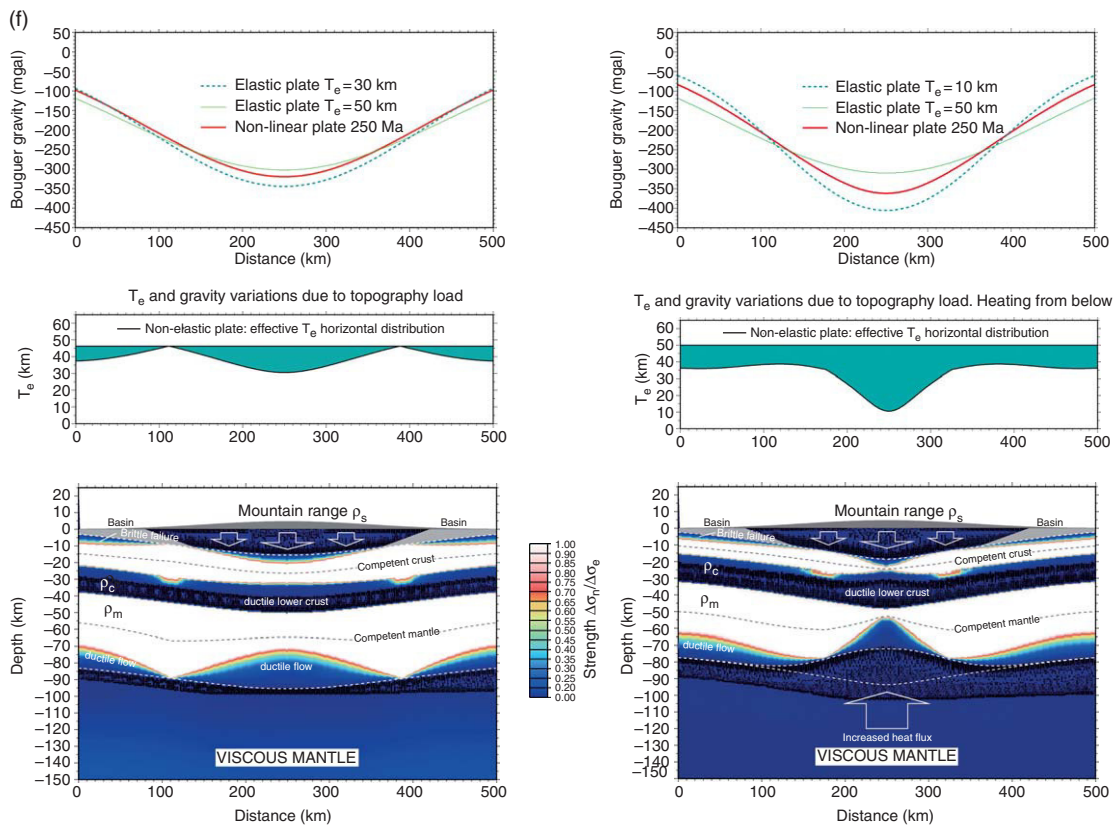 (f)
50
0
−50
−100
−150
−200
−250
−300
−350
−400
−450
Bouguer gravity (mgal)
Elastic plate Te = 30 km
Elastic plate Te = 50 km
Non-linear plate 250 Ma
0 100 200 300 400 500
Distance (km)
50
0
−50
−100
−150
−200
−250
−300
−350
−400
−450
Bouguer gravity (mgal)
Elastic plate Te = 10 km
Elastic plate Te = 50 km
Non-linear plate 250 Ma
0 100 200 300 400 500
Distance (km)
Te and gravity variations due to topography load
60
50
40
30
20
10
0
Te (km)
Non-elastic plate: effective Te horizontal distribution
Te and gravity variations due to topography load. Heating from below
60
50
40
30
20
10
0
Te (km)
Non-elastic plate: effective Te horizontal distribution
20
10
0
−10
−20
−30
−40
−50
−60
−70
−80
−90
−100
−110
−120
−130
−140
−150
Depth (km)
Mountain range ρs
Basin
Basin
Brittle failure
Competent crust
ρc
ductile lower crust
ρm
Competent mantle
ductile flow
ductile flow
VISCOUS MANTLE
0 100 200 300 400 500
Distance (km)
1.00
0.95
0.90
0.85
0.80
0.75
0.70
0.65
0.60
0.55
0.50
0.45
0.40
0.35
0.30
0.25
0.20
0.15
0.10
0.05
0.00
Strength Δσn/Δσe
20
10
0
−10
−20
−30
−40
−50
−60
−70
−80
−90
−100
−110
−120
−130
−140
−150
Depth (km)
Mountain range ρs
Basin
Basin
Brittle failure
Competent crust
ρc
ductile lower crust
ρm
Competent mantle
ductile flow
Increased heat flux
VISCOUS MANTLE
0 100 200 300 400 500
Distance (km)